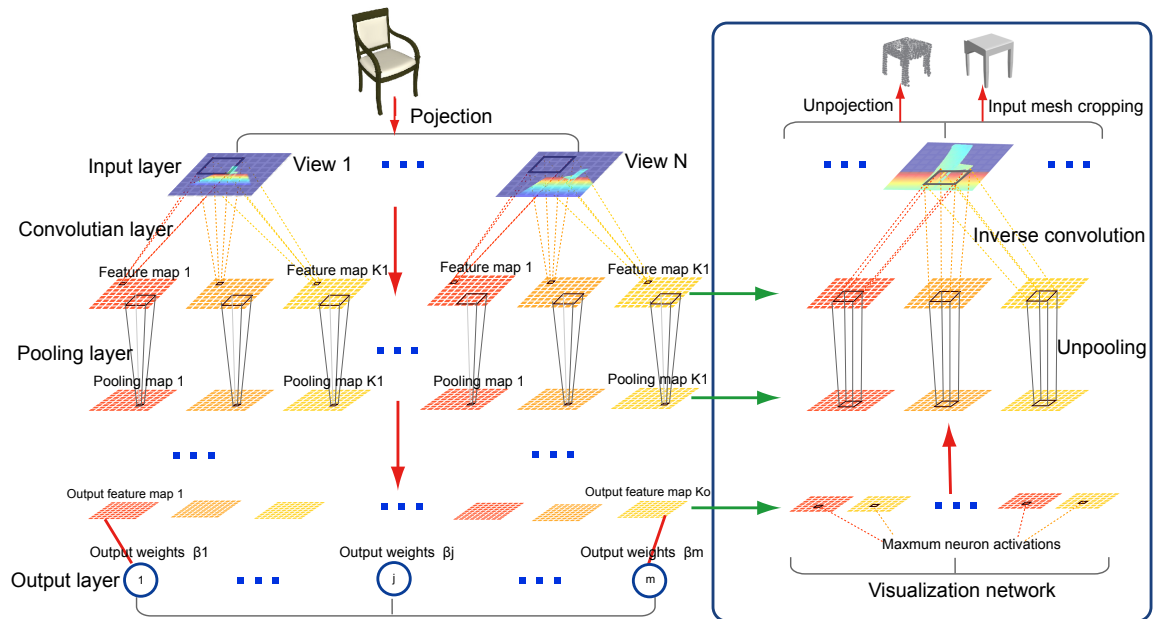 Pojection
Input layer
View 1
View N
Convolutian layer
Feature map 1
Feature map K1
Feature map 1
Feature map K1
Pooling layer
Pooling map 1
Pooling map K1
Pooling map 1
Pooling map K1
Output feature map 1
Output feature map Ko
Output weights β1
Output weights βj
Output weights βm
Output layer
1
j
m
Unpojection
Input mesh cropping
Inverse convolution
Unpooling
Maxmum neuron activations
Visualization network